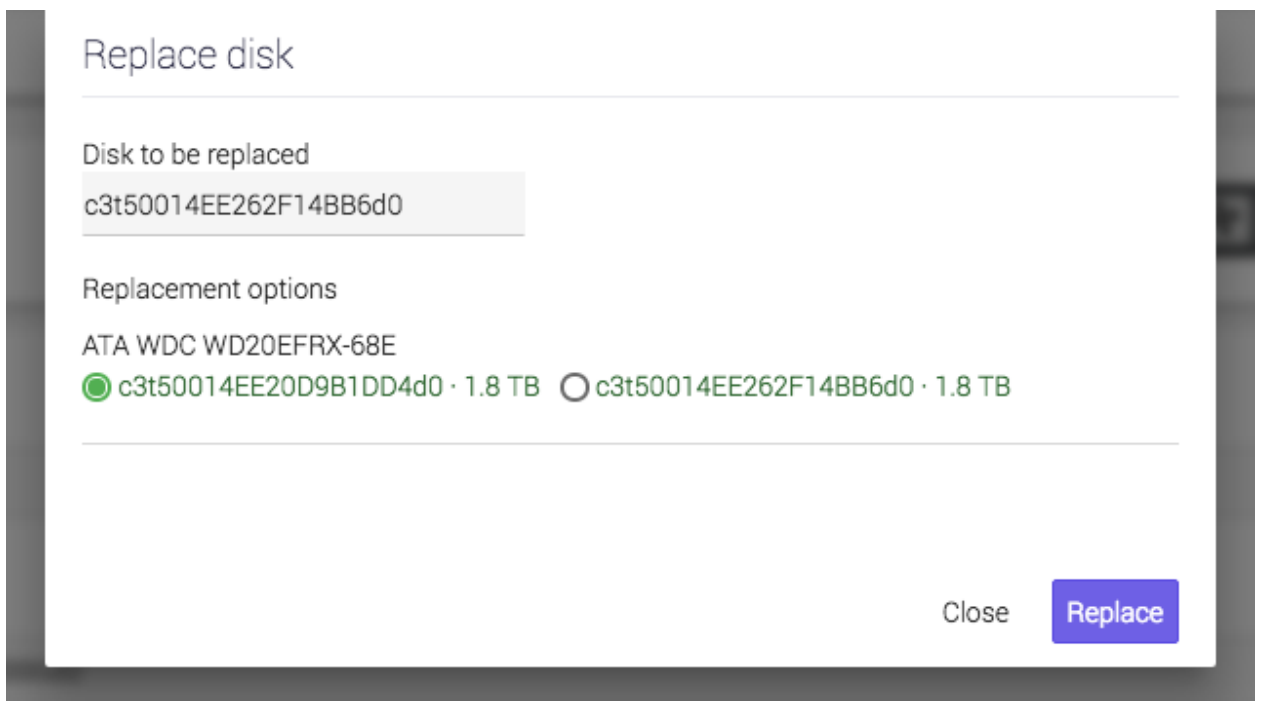 Replace disk
Disk to be replaced
c3t50014EE262F14BB6d0
Replacement options
ATA WDC WD20EFRX-68E
c3t50014EE20D9B1DD4d0 · 1.8 TB c3t50014EE262F14BB6d0 · 1.8 TB
Close Replace